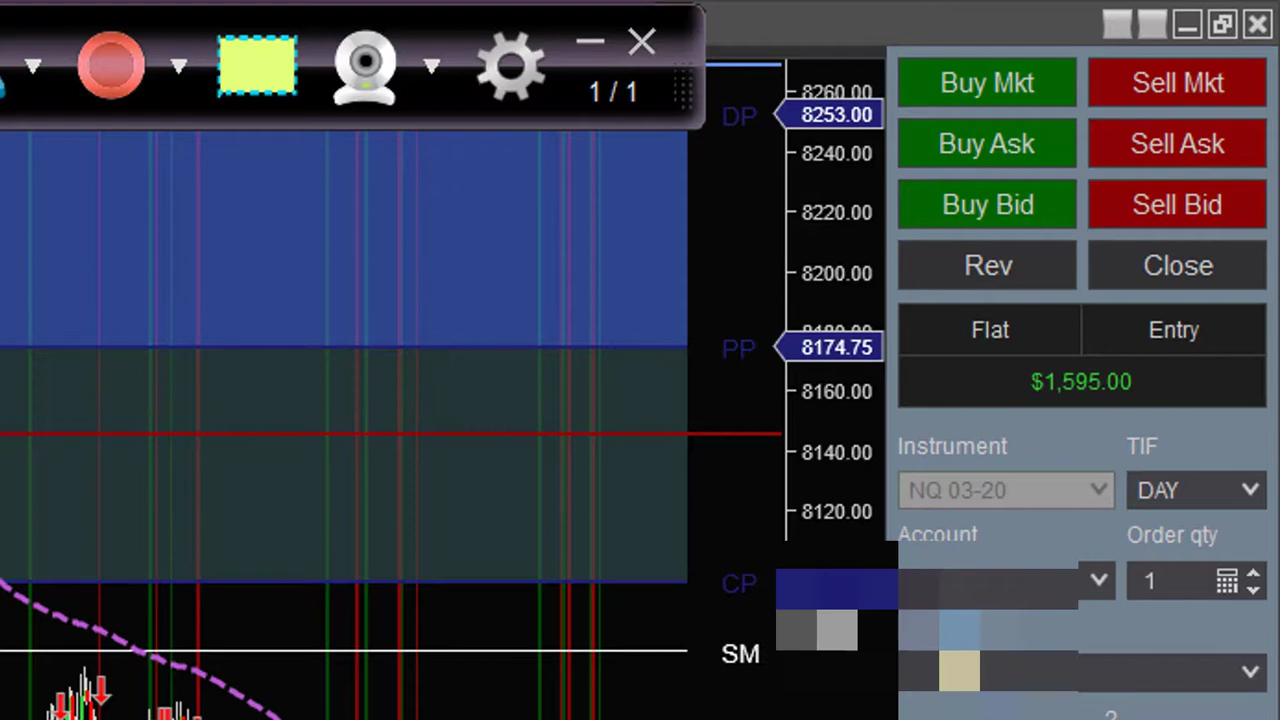 1 / 1
8260.00
DP 8253.00
8240.00
8220.00
8200.00
PP 8174.75
8160.00
8140.00
8120.00
CP
SM
Buy Mkt Sell Mkt
Buy Ask Sell Ask
Buy Bid Sell Bid
Rev Close
Flat Entry
$1,595.00
Instrument TIF
NQ 03-20 DAY
Account Order qty
1